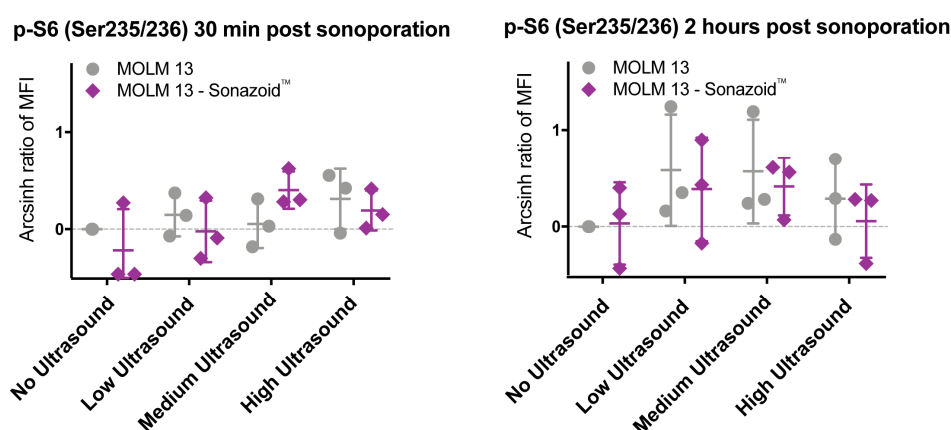 p-S6 (Ser235/236) 30 min post sonoporation
MOLM 13
MOLM 13 - Sonazoid™
Arcsinh ratio of MFI
1
0
No Ultrasound
Low Ultrasound
Medium Ultrasound
High Ultrasound
p-S6 (Ser235/236) 2 hours post sonoporation
MOLM 13
MOLM 13 - Sonazoid™
Arcsinh ratio of MFI
1
0
No Ultrasound
Low Ultrasound
Medium Ultrasound
High Ultrasound